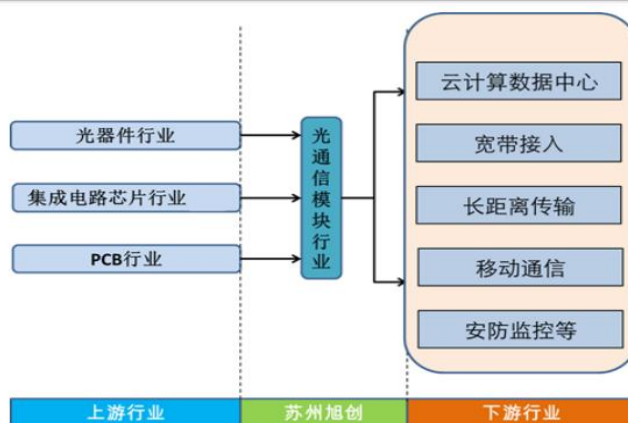 光器件行业
集成电路芯片行业
PCB行业
光通信模块行业
云计算数据中心
宽带接入
长距离传输
移动通信
安防监控等
上游行业
苏州旭创
下游行业